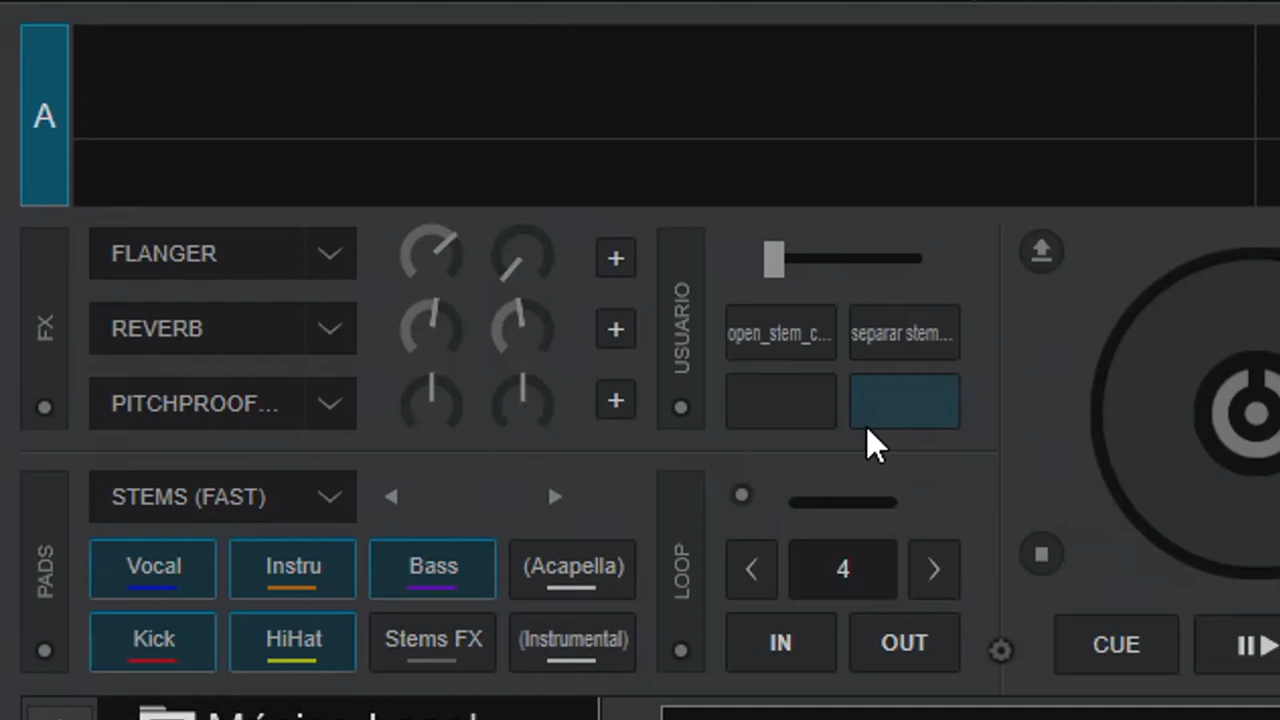 A
FX
FLANGER
REVERB
PITCHPROOF...
+
+
+
USUARIO
open_stem_c...
separar stem...
PADS
STEMS (FAST)
Vocal
Instru
Bass
(Acapella)
Kick
HiHat
Stems FX
(Instrumental)
LOOP
4
IN
OUT
CUE